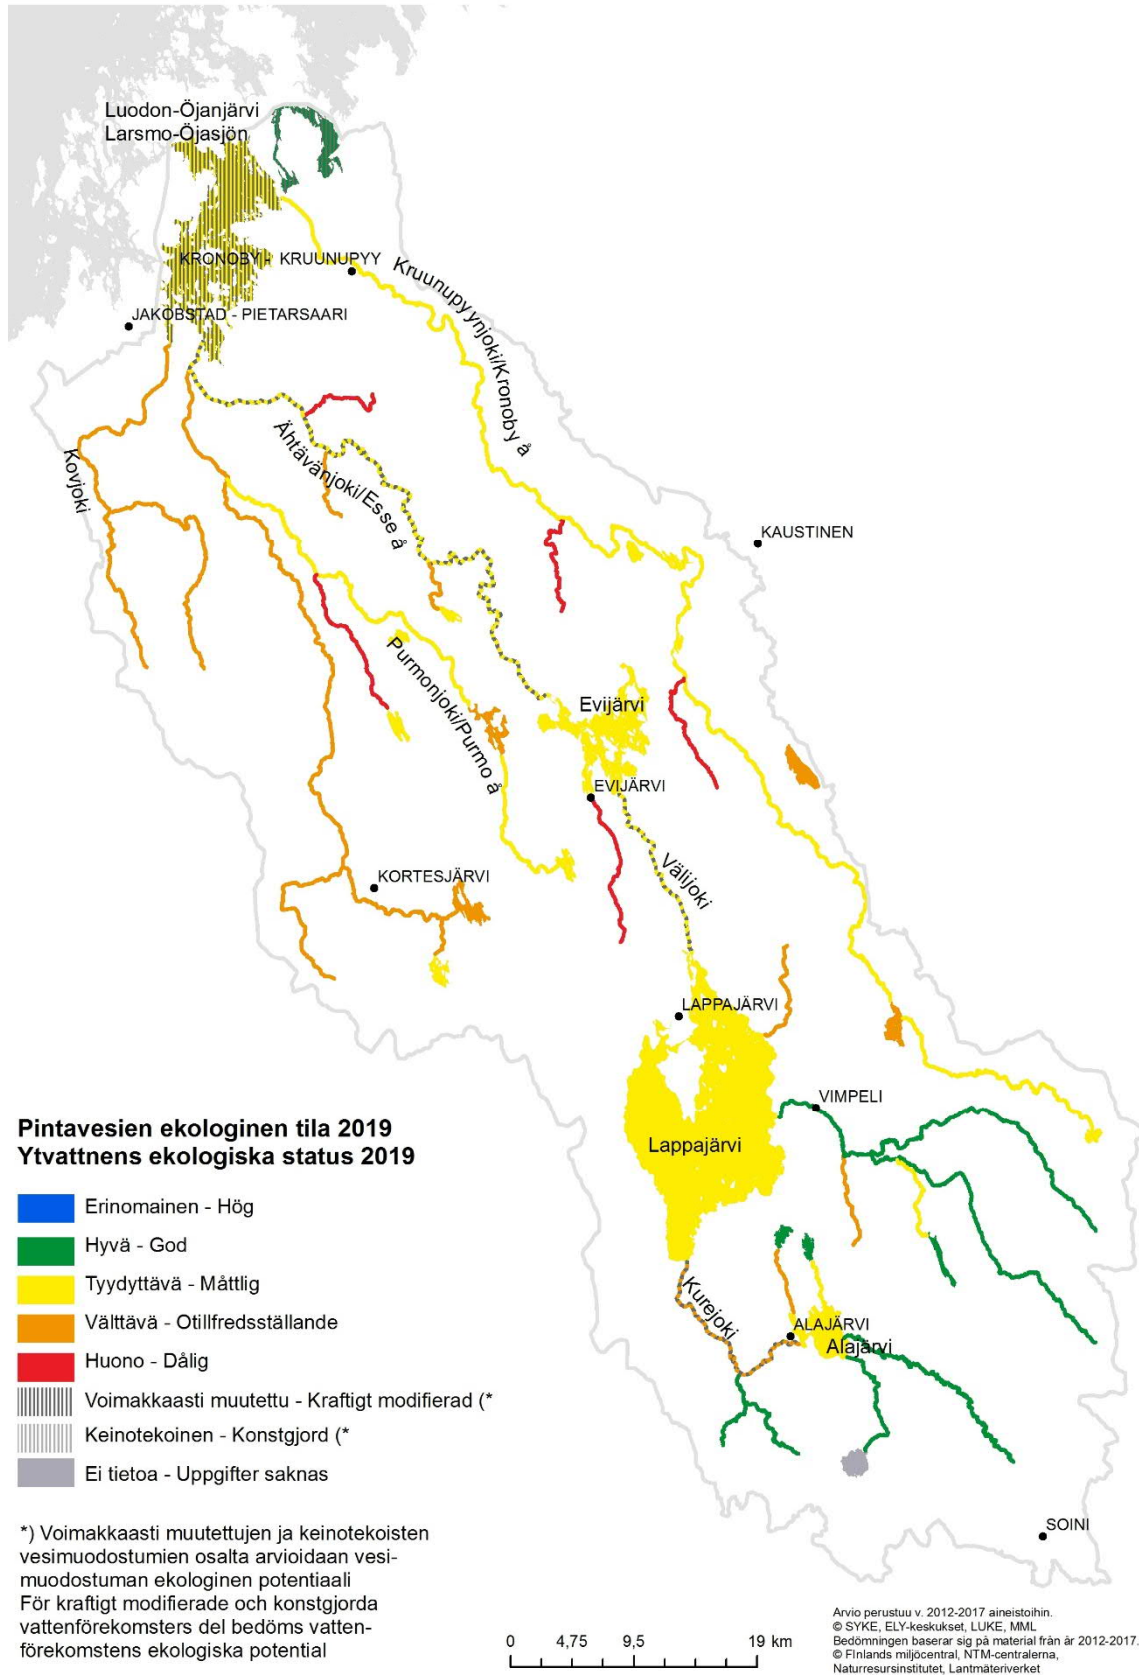 Luodon-Öjanjärvi
Larsmo-Öjasjön
KRONOBY - KRUUNUPYY
Kruunupyynjoki/Kronoby å
JAKOBSTAD - PIETARSAARI
Ähtävänjoki/Esse å
Kovjoki
KAUSTINEN
Purmonjoki/Purmo å
Evijärvi
EVIJÄRVI
Välijoki
KORTESJÄRVI
LAPPAJÄRVI
VIMPELI
Lappajärvi
Kurejoki
ALAJÄRVI
Alajärvi
SOINI
Pintavesien ekologinen tila 2019
Ytvattnens ekologiska status 2019
Erinomainen - Hög
Hyvä - God
Tyydyttävä - Måttlig
Välttävä - Otillfredsställande
Huono - Dålig
Voimakkaasti muutettu - Kraftigt modifierad (*
Keinotekoinen - Konstgjord (*
Ei tietoa - Uppgifter saknas
*) Voimakkaasti muutettujen ja keinotekoisten
vesimuodostumien osalta arvioidaan vesi-
muodostuman ekologinen potentiaali
För kraftigt modifierade och konstgjorda
vattenförekomsters del bedöms vatten-
förekomstens ekologiska potential
0 4,75 9,5 19 km
Arvio perustuu v. 2012-2017 aineistoihin.
© SYKE, ELY-keskukset, LUKE, MML
Bedömningen baserar sig på material från år 2012-2017.
© FInlands miljöcentral, NTM-centralerna,
Naturresursinstitutet, Lantmäteriverket